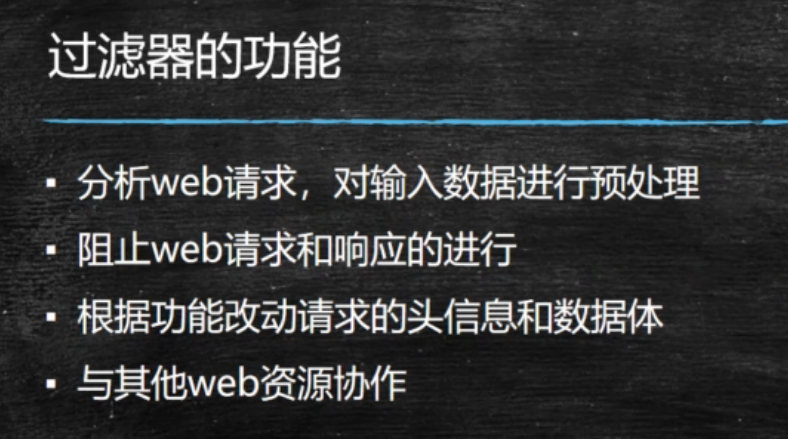 过滤器的功能
▪ 分析web请求，对输入数据进行预处理
▪ 阻止web请求和响应的进行
▪ 根据功能改动请求的头信息和数据体
▪ 与其他web资源协作